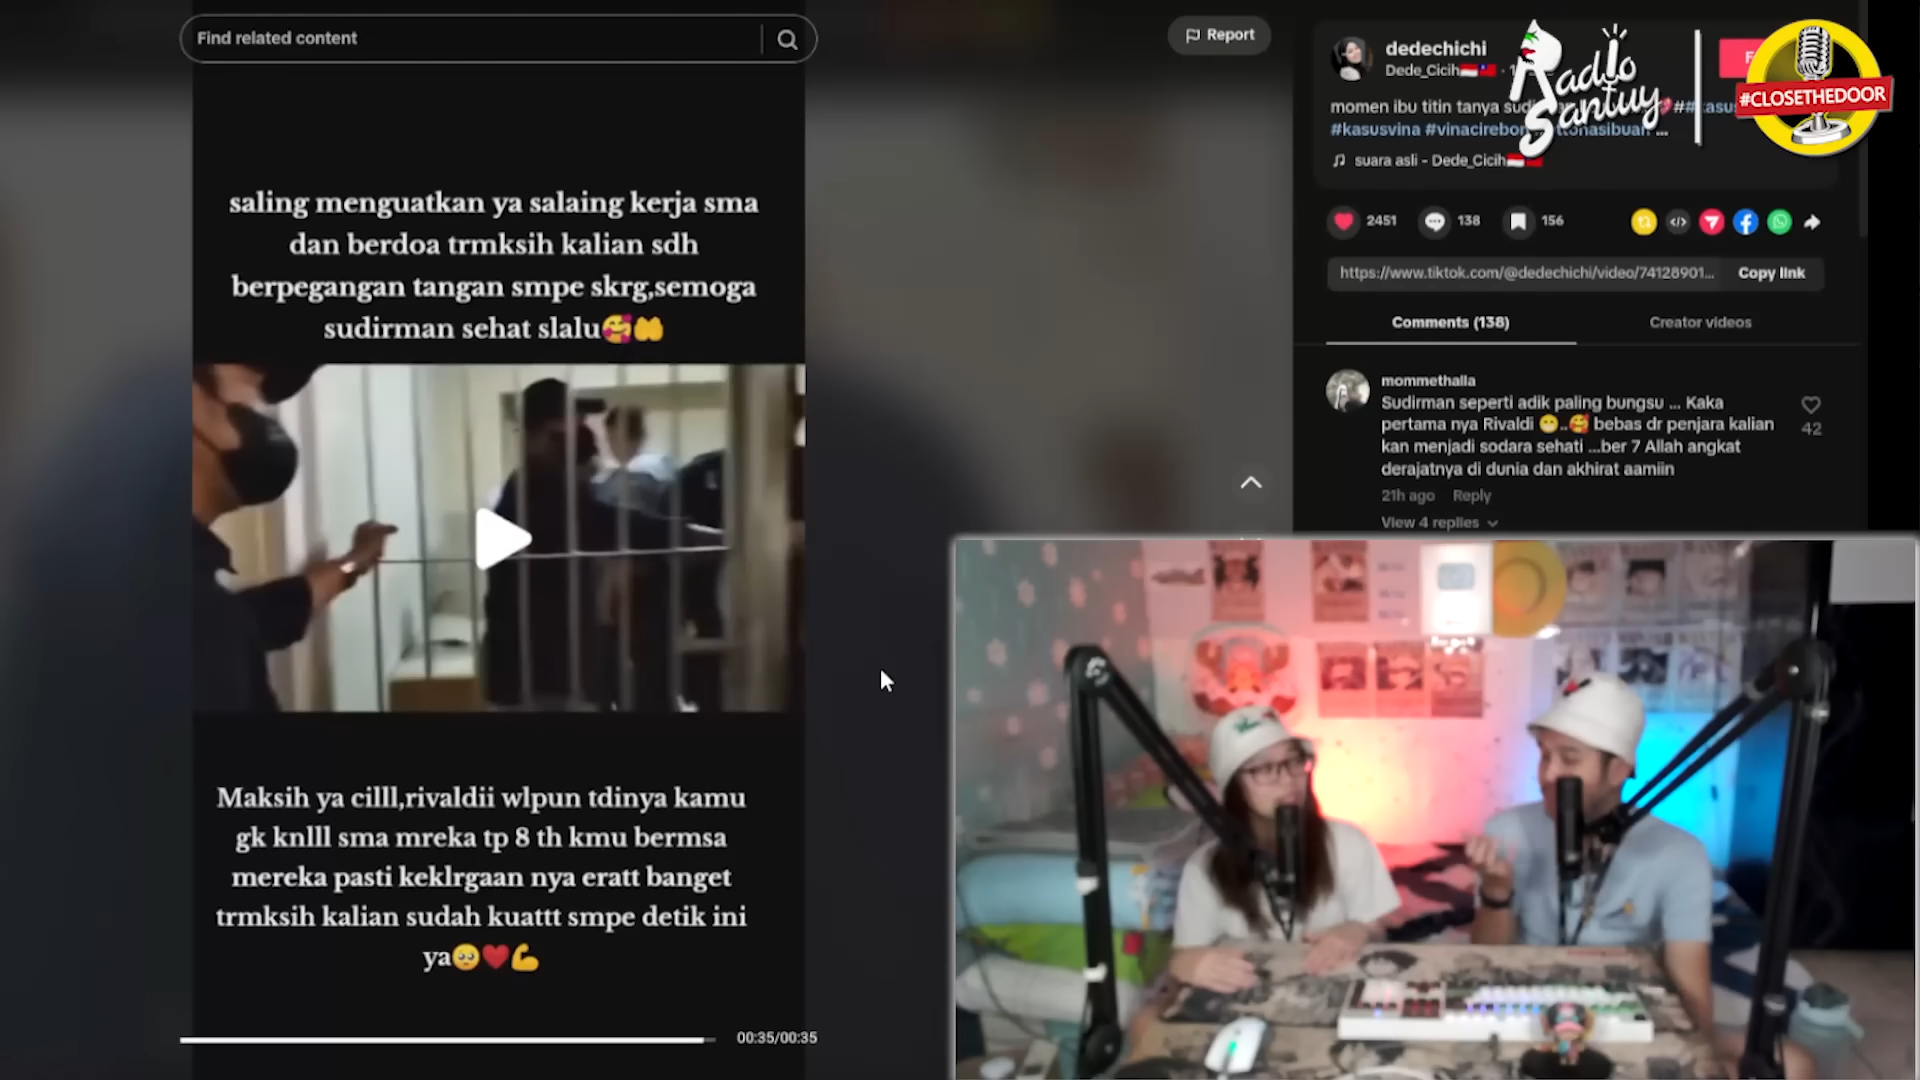 Find related content
Report
saling menguatkan ya salaing kerja sma
dan berdoa trmksih kalian sdh
berpegangan tangan smpe skrg,semoga
sudirman sehat slalu🥰🤲
Maksih ya cilll,rivaldii wlpun tdinya kamu
gk knlll sma mreka tp 8 th kmu bermsa
mereka pasti keklrgaan nya eratt banget
trmksih kalian sudah kuattt smpe detik ini
ya🥺❤️💪
00:35/00:35
dedechichi
Dede_Cicih🇮🇩🇹🇼 ·
Radio
Santuy
#CLOSETHEDOOR
momen ibu titin tanya
#kasusvina #vinacirebon
♫ suara asli - Dede_Cicih🇮🇩
2451
138
156
https://www.tiktok.com/@dedechichi/video/74128901...
Copy link
Comments (138)
Creator videos
mommethalla
Sudirman seperti adik paling bungsu ... Kaka
pertama nya Rivaldi 😁..🥰 bebas dr penjara kalian
kan menjadi sodara sehati ...ber 7 Allah angkat
derajatnya di dunia dan akhirat aamiin
42
21h ago Reply
View 4 replies